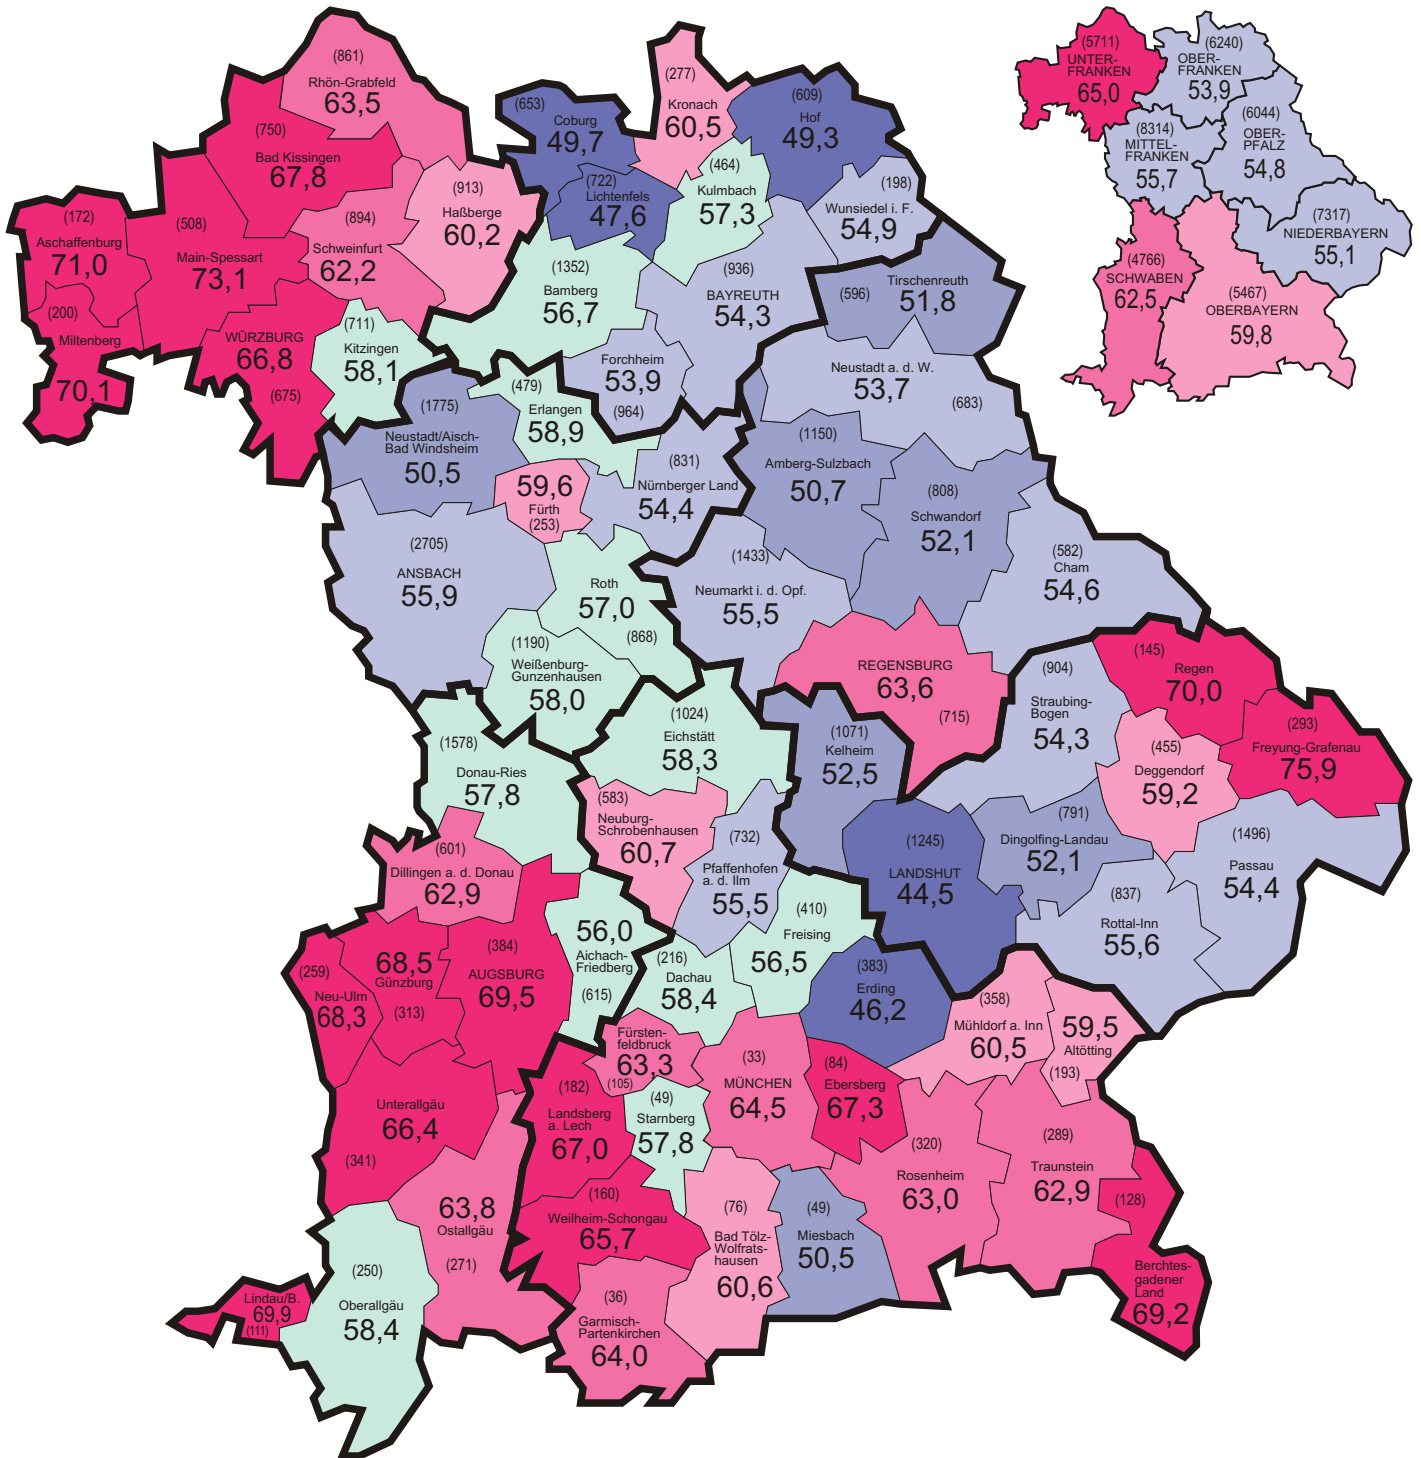 (861)
Rhön-Grabfeld
63,5
(750)
Bad Kissingen
67,8
(172)
Aschaffenburg
71,0
(508)
Main-Spessart
73,1
(894)
Schweinfurt
62,2
(913)
Haßberge
60,2
(200)
Miltenberg
70,1
WÜRZBURG
66,8
(675)
(711)
Kitzingen
58,1
(653)
Coburg
49,7
(277)
Kronach
60,5
(609)
Hof
49,3
(722)
Lichtenfels
47,6
(464)
Kulmbach
57,3
(198)
Wunsiedel i. F.
54,9
(1352)
Bamberg
56,7
(936)
BAYREUTH
54,3
Forchheim
53,9
(964)
(596)
Tirschenreuth
51,8
Neustadt a. d. W.
53,7
(683)
(1775)
Neustadt/Aisch-
Bad Windsheim
50,5
(479)
Erlangen
58,9
59,6
Fürth
(253)
(831)
Nürnberger Land
54,4
(1150)
Amberg-Sulzbach
50,7
(808)
Schwandorf
52,1
(2705)
ANSBACH
55,9
Roth
57,0
(868)
(1433)
Neumarkt i. d. Opf.
55,5
(582)
Cham
54,6
(1190)
Weißenburg-
Gunzenhausen
58,0
REGENSBURG
63,6
(715)
(904)
Straubing-
Bogen
54,3
(145)
Regen
70,0
(293)
Freyung-Grafenau
75,9
(455)
Deggendorf
59,2
(1578)
Donau-Ries
57,8
(1024)
Eichstätt
58,3
(1071)
Kelheim
52,5
(583)
Neuburg-
Schrobenhausen
60,7
(732)
Pfaffenhofen
a. d. Ilm
55,5
(1245)
LANDSHUT
44,5
(791)
Dingolfing-Landau
52,1
(1496)
Passau
54,4
(837)
Rottal-Inn
55,6
(601)
Dillingen a. d. Donau
62,9
(259)
Neu-Ulm
68,3
68,5
Günzburg
(313)
(384)
AUGSBURG
69,5
56,0
Aichach-
Friedberg
(615)
(216)
Dachau
58,4
(410)
Freising
56,5
(383)
Erding
46,2
(358)
Mühldorf a. Inn
60,5
59,5
Altötting
(193)
Fürsten-
feldbruck
63,3
(105)
(33)
MÜNCHEN
64,5
(84)
Ebersberg
67,3
Unterallgäu
66,4
(341)
(182)
Landsberg
a. Lech
67,0
(49)
Starnberg
57,8
(320)
Rosenheim
63,0
(289)
Traunstein
62,9
(128)
Berchtes-
gadener
Land
69,2
63,8
Ostallgäu
(271)
(160)
Weilheim-Schongau
65,7
(76)
Bad Tölz-
Wolfrats-
hausen
60,6
(49)
Miesbach
50,5
(250)
Oberallgäu
58,4
Lindau/B.
69,9
(111)
(36)
Garmisch-
Partenkirchen
64,0
(5711)
UNTER-
FRANKEN
65,0
(6240)
OBER-
FRANKEN
53,9
(8314)
MITTEL-
FRANKEN
55,7
(6044)
OBER-
PFALZ
54,8
(7317)
NIEDERBAYERN
55,1
(4766)
SCHWABEN
62,5
(5467)
OBERBAYERN
59,8